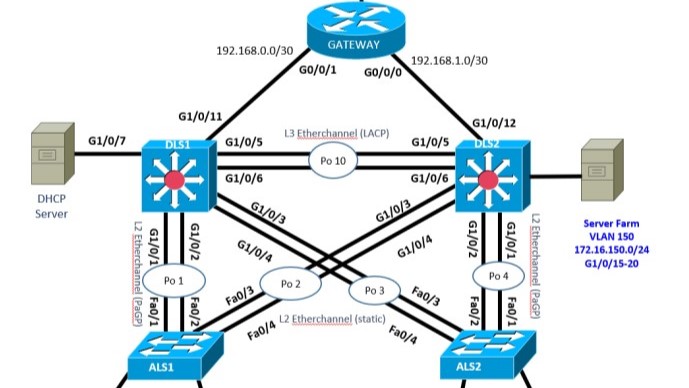 GATEWAY
192.168.0.0/30
192.168.1.0/30
G0/0/1
G0/0/0
G1/0/11
G1/0/12
G1/0/7
DLS1
G1/0/5
L3 Etherchannel (LACP)
G1/0/5
DLS2
Po 10
G1/0/6
G1/0/6
DHCP
Server
Server Farm
VLAN 150
172.16.150.0/24
G1/0/15-20
G1/0/3
G1/0/3
G1/0/4
G1/0/4
L2 Etherchannel (PaGP)
G1/0/1
G1/0/2
G1/0/2
G1/0/1
L2 Etherchannel (PaGP)
Po 1
Po 2
Po 3
Po 4
Fa0/1
Fa0/2
Fa0/3
Fa0/3
Fa0/2
Fa0/1
Fa0/4
L2 Etherchannel (static)
Fa0/4
ALS1
ALS2